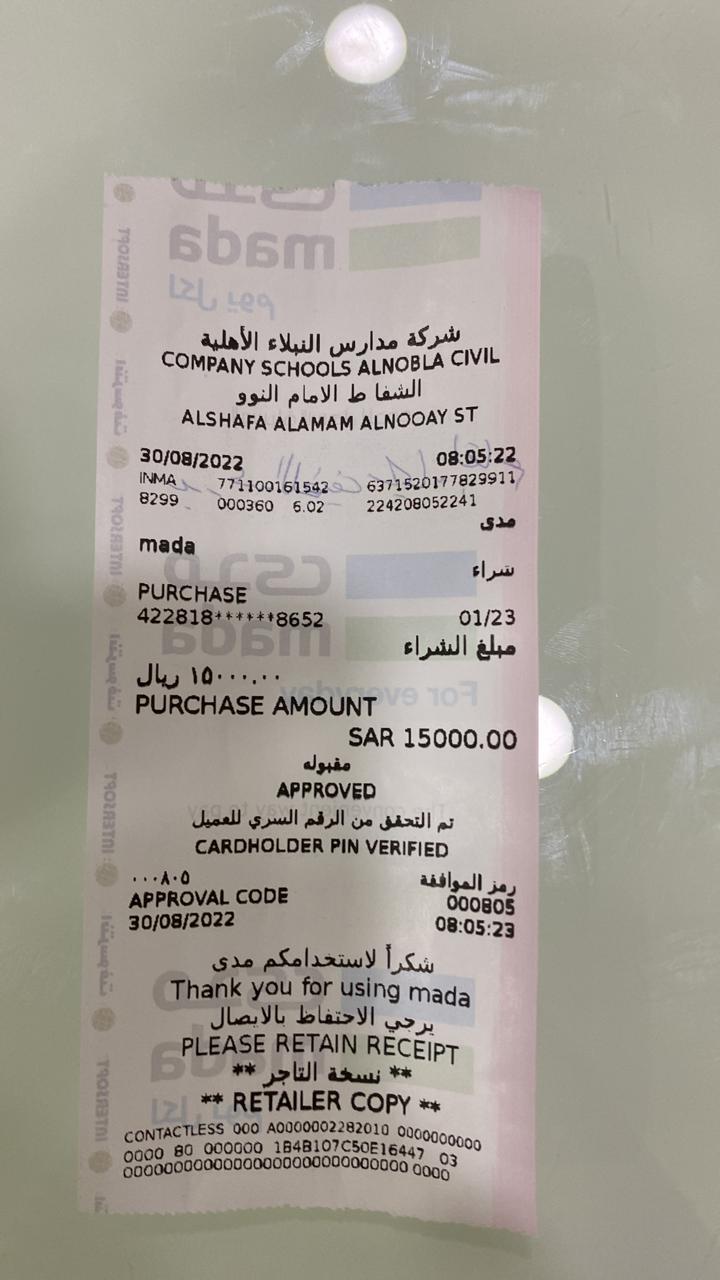 شركة مدارس النبلاء الأهلية
COMPANY SCHOOLS ALNOBLA CIVIL
الشفا ط الامام النوو
ALSHAFA ALAMAM ALNOOAY ST
30/08/2022 08:05:22
INMA 771100161542 6371520177829911
8299 000360 6.02 224208052241
مدى
mada
شراء
PURCHASE
422818******8652 01/23
مبلغ الشراء
١٥٠٠٠.٠٠ ريال
PURCHASE AMOUNT
SAR 15000.00
مقبوله
APPROVED
تم التحقق من الرقم السري للعميل
CARDHOLDER PIN VERIFIED
رمز الموافقة ٠٠٠٨٠٥
APPROVAL CODE 000805
30/08/2022 08:05:23
شكراً لاستخدامكم مدى
Thank you for using mada
يرجي الاحتفاظ بالايصال
PLEASE RETAIN RECEIPT
** نسخة التاجر **
** RETAILER COPY **
CONTACTLESS 000 A0000002282010 0000000000
0000 80 000000 1B4B107C50E16447 03